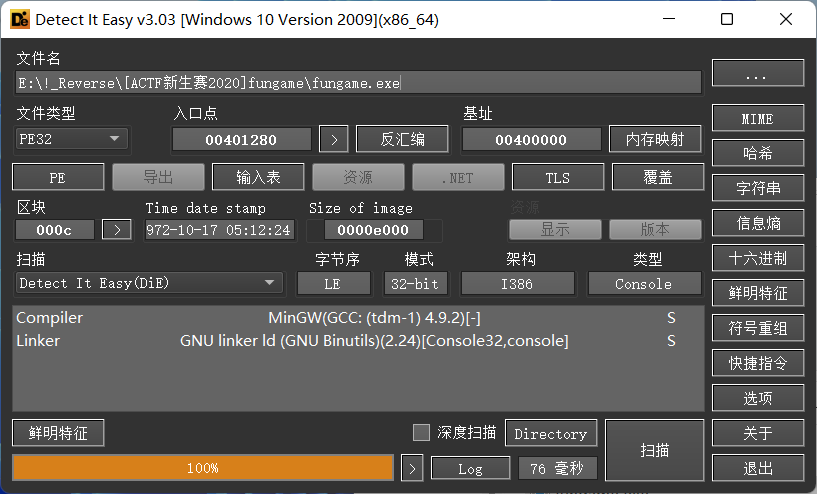 Detect It Easy v3.03 [Windows 10 Version 2009](x86_64)
文件名
E:\!_Reverse\[ACTF新生赛2020]fungame\fungame.exe
...
文件类型 入口点 基址
PE32 00401280 > 反汇编 00400000 内存映射
MIME
哈希
PE 导出 输入表 资源 .NET TLS 覆盖
字符串
区块 Time date stamp Size of image 资源
000c > 972-10-17 05:12:24 0000e000 显示 版本
信息熵
扫描 字节序 模式 架构 类型
十六进制
Detect It Easy(DiE) LE 32-bit I386 Console
鲜明特征
Compiler MinGW(GCC: (tdm-1) 4.9.2)[-] S
符号重组
Linker GNU linker ld (GNU Binutils)(2.24)[Console32,console] S
快捷指令
选项
鲜明特征 深度扫描 Directory 扫描
关于
100% > Log 76 毫秒
退出